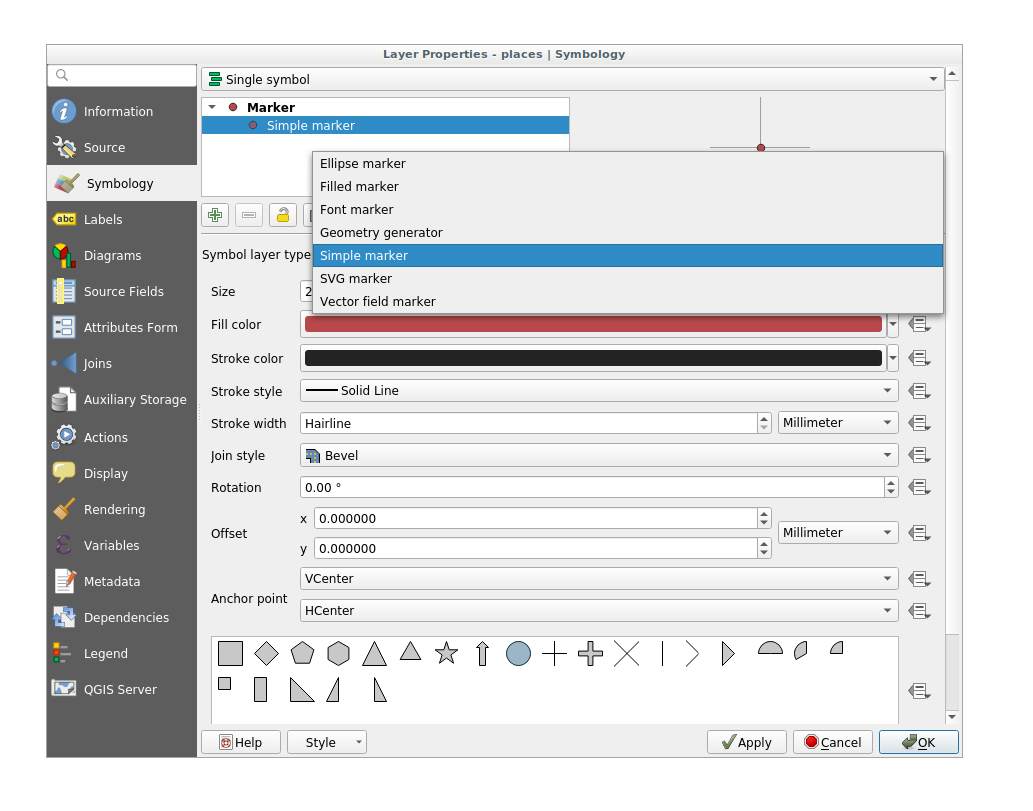 Layer Properties - places | Symbology
Single symbol
Information
Source
Symbology
abc Labels
Diagrams
Source Fields
Attributes Form
Joins
Auxiliary Storage
Actions
Display
Rendering
Variables
Metadata
Dependencies
Legend
QGIS Server
Marker
Simple marker
Ellipse marker
Filled marker
Font marker
Geometry generator
Simple marker
SVG marker
Vector field marker
Symbol layer type
Size 2
Fill color
Stroke color
Stroke style Solid Line
Stroke width Hairline Millimeter
Join style Bevel
Rotation 0.00 °
Offset x 0.000000 Millimeter
y 0.000000
Anchor point VCenter
HCenter
Help Style Apply Cancel OK